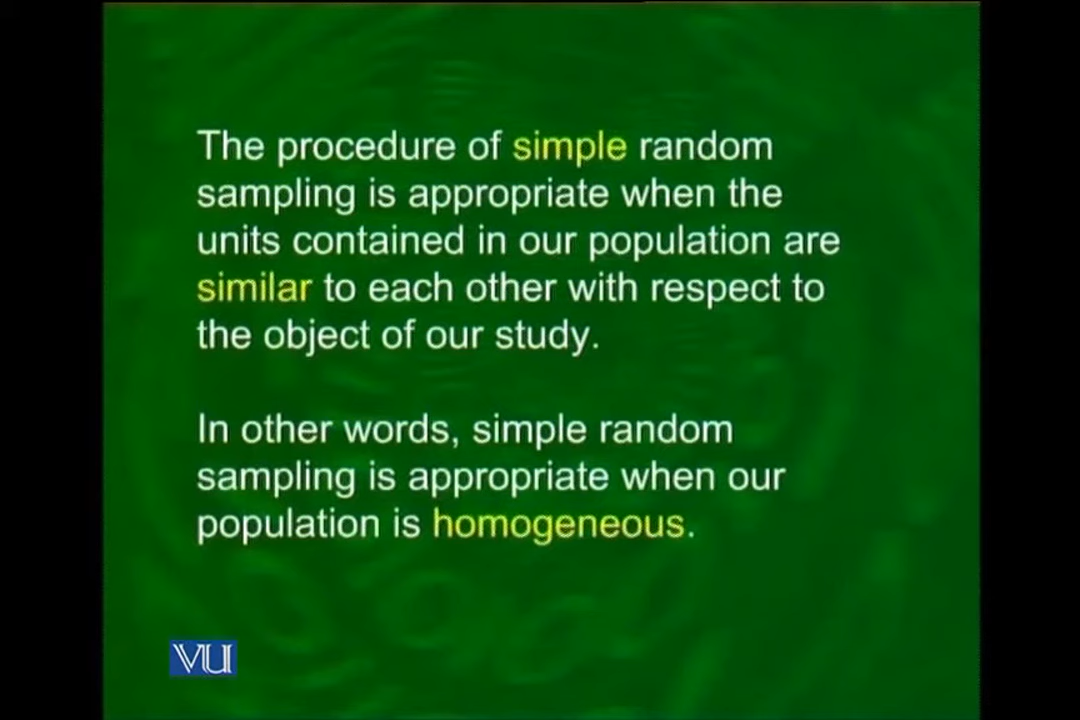 The procedure of simple random
sampling is appropriate when the
units contained in our population are
similar to each other with respect to
the object of our study.
In other words, simple random
sampling is appropriate when our
population is homogeneous.
VU